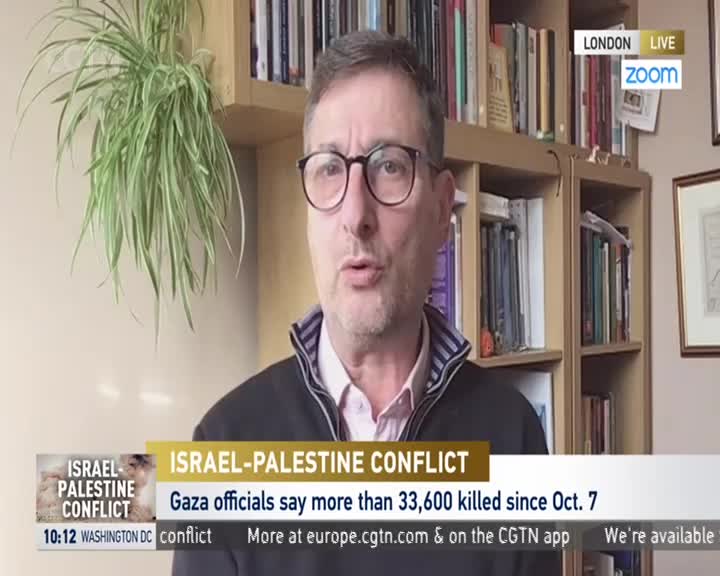 LONDON LIVE
zoom
ISRAEL-
PALESTINE
CONFLICT
ISRAEL-PALESTINE CONFLICT
Gaza officials say more than 33,600 killed since Oct. 7
10:12 WASHINGTON DC
conflict More at europe.cgtn.com & on the CGTN app We're available